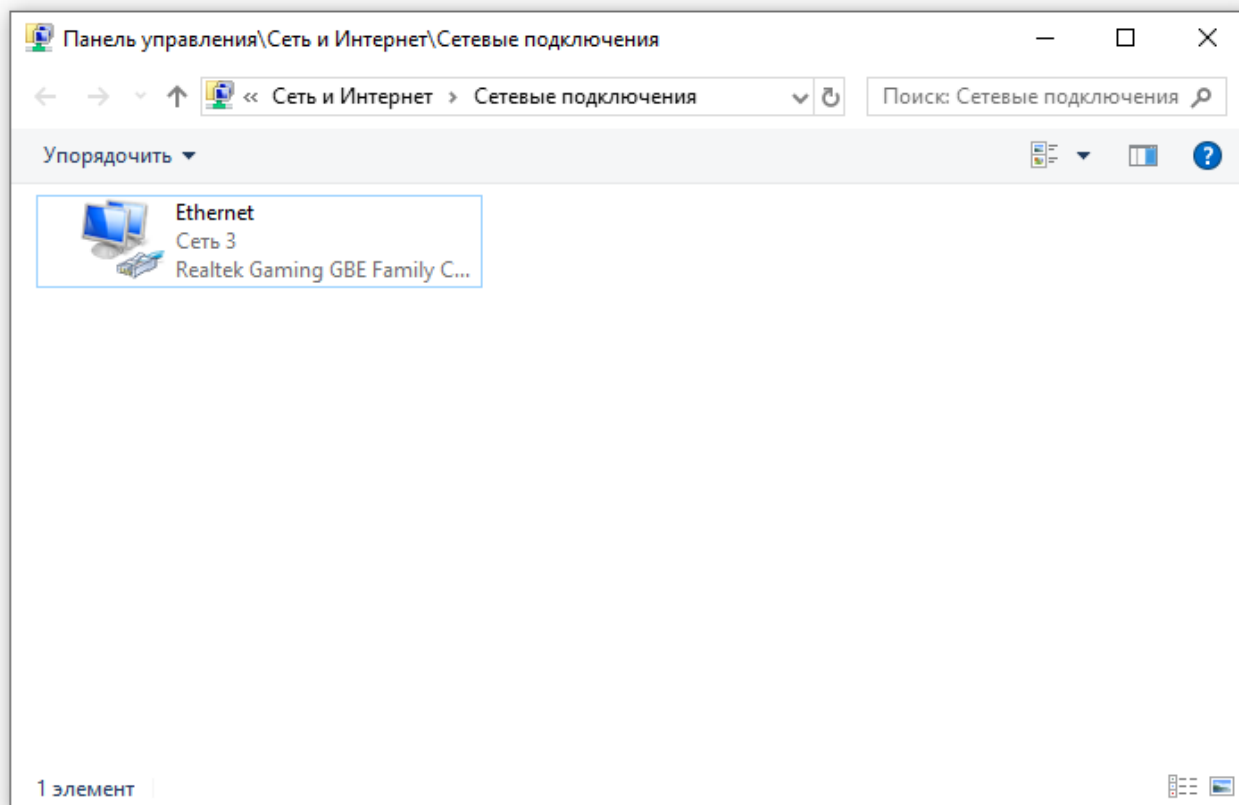 Панель управления\Сеть и Интернет\Сетевые подключения
« Сеть и Интернет › Сетевые подключения
Поиск: Сетевые подключения
Упорядочить
?
Ethernet
Сеть 3
Realtek Gaming GBE Family C...
1 элемент